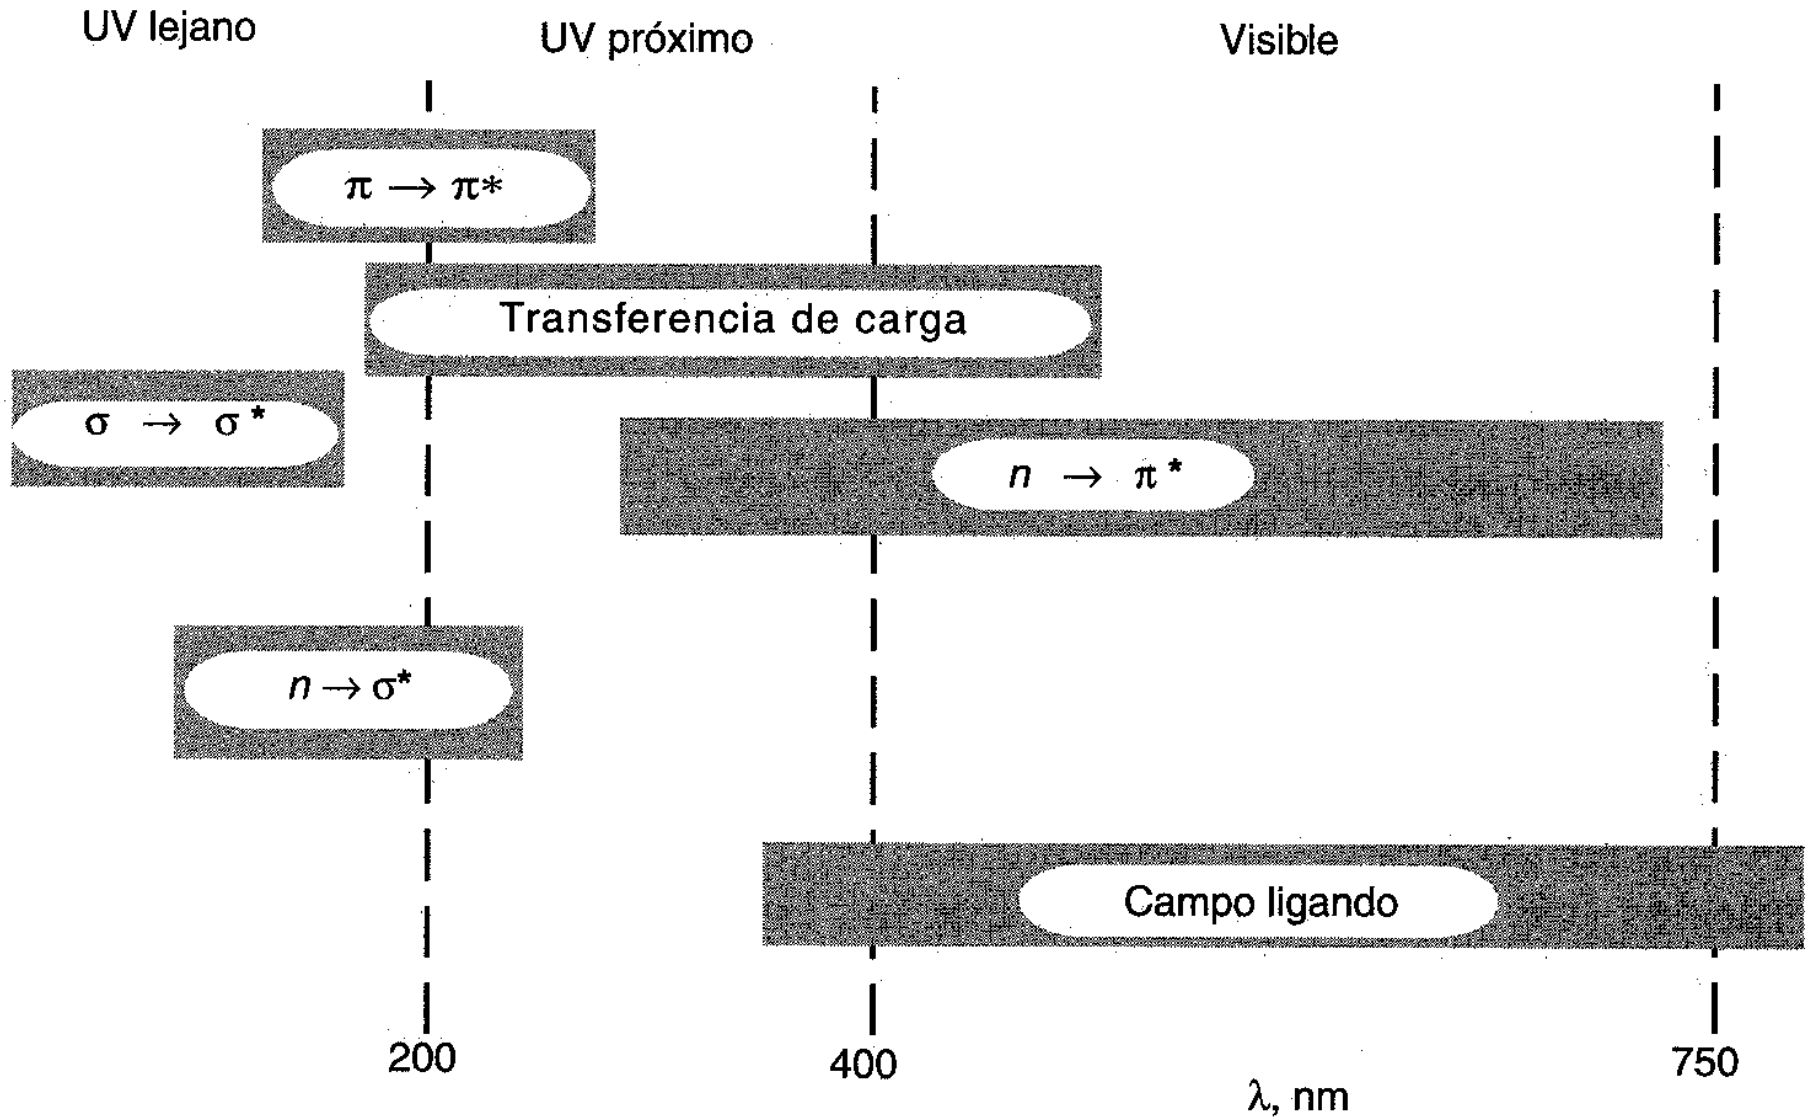 UV lejano
UV próximo
Visible
π → π*
Transferencia de carga
σ → σ*
n → π*
n → σ*
Campo ligando
200
400
750
λ, nm